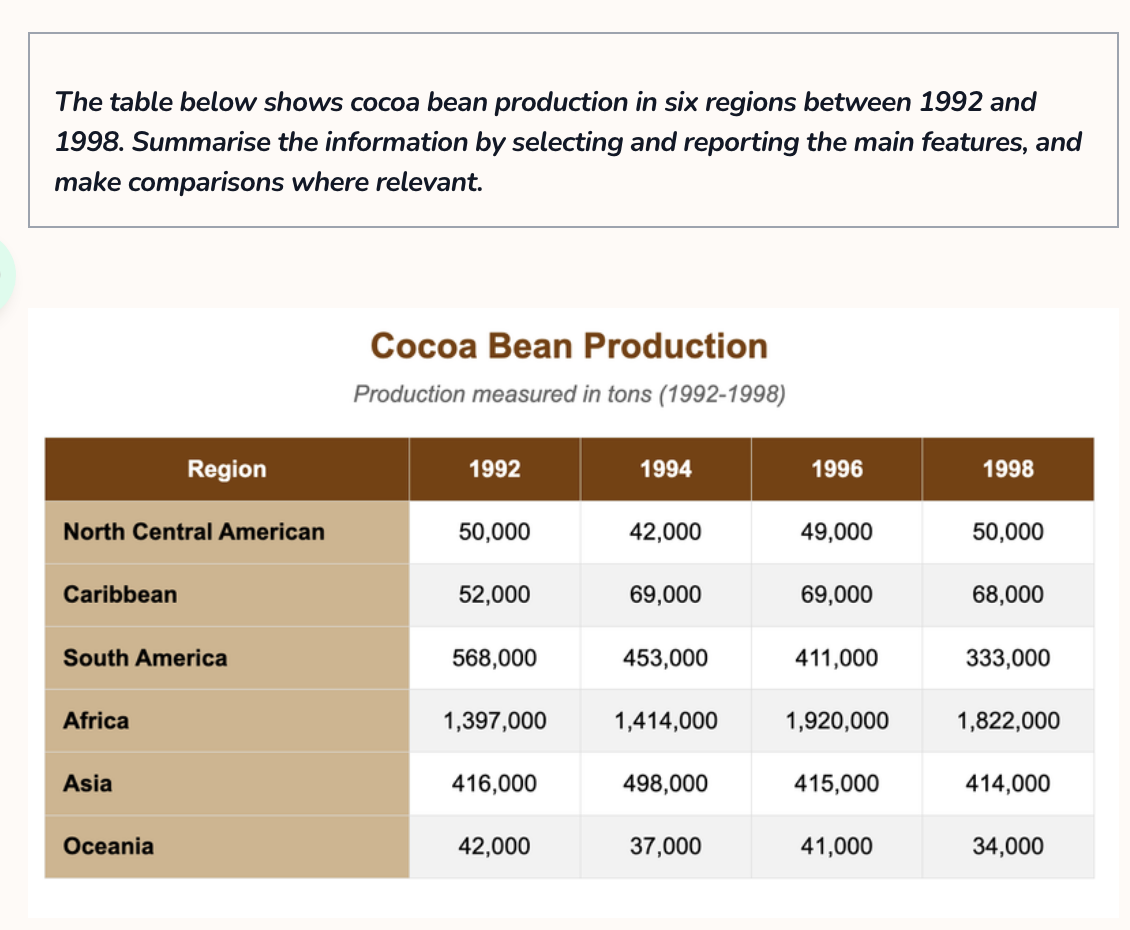 The table below shows cocoa bean production in six regions between 1992 and
1998. Summarise the information by selecting and reporting the main features, and
make comparisons where relevant.
Cocoa Bean Production
Production measured in tons (1992-1998)
Region 1992 1994 1996 1998
North Central American 50,000 42,000 49,000 50,000
Caribbean 52,000 69,000 69,000 68,000
South America 568,000 453,000 411,000 333,000
Africa 1,397,000 1,414,000 1,920,000 1,822,000
Asia 416,000 498,000 415,000 414,000
Oceania 42,000 37,000 41,000 34,000